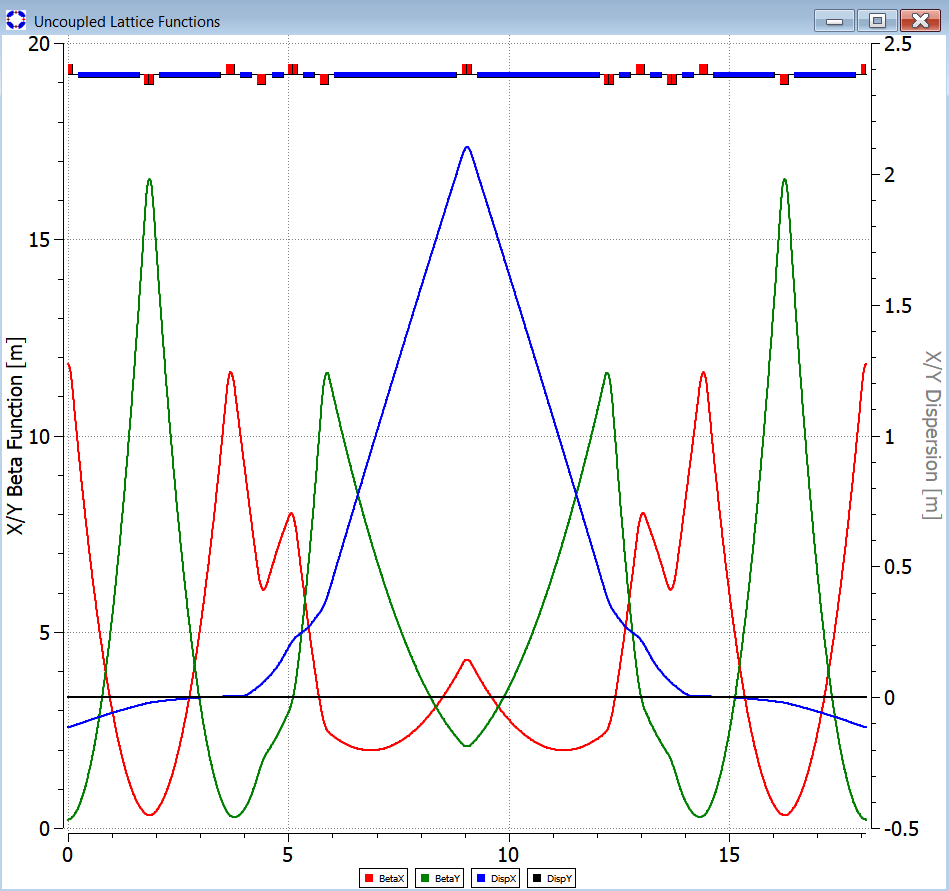 Uncoupled Lattice Functions
20
15
10
5
0
X/Y Beta Function [m]
2.5
2
1.5
1
0.5
0
-0.5
X/Y Dispersion [m]
0
5
10
15
BetaX
BetaY
DispX
DispY